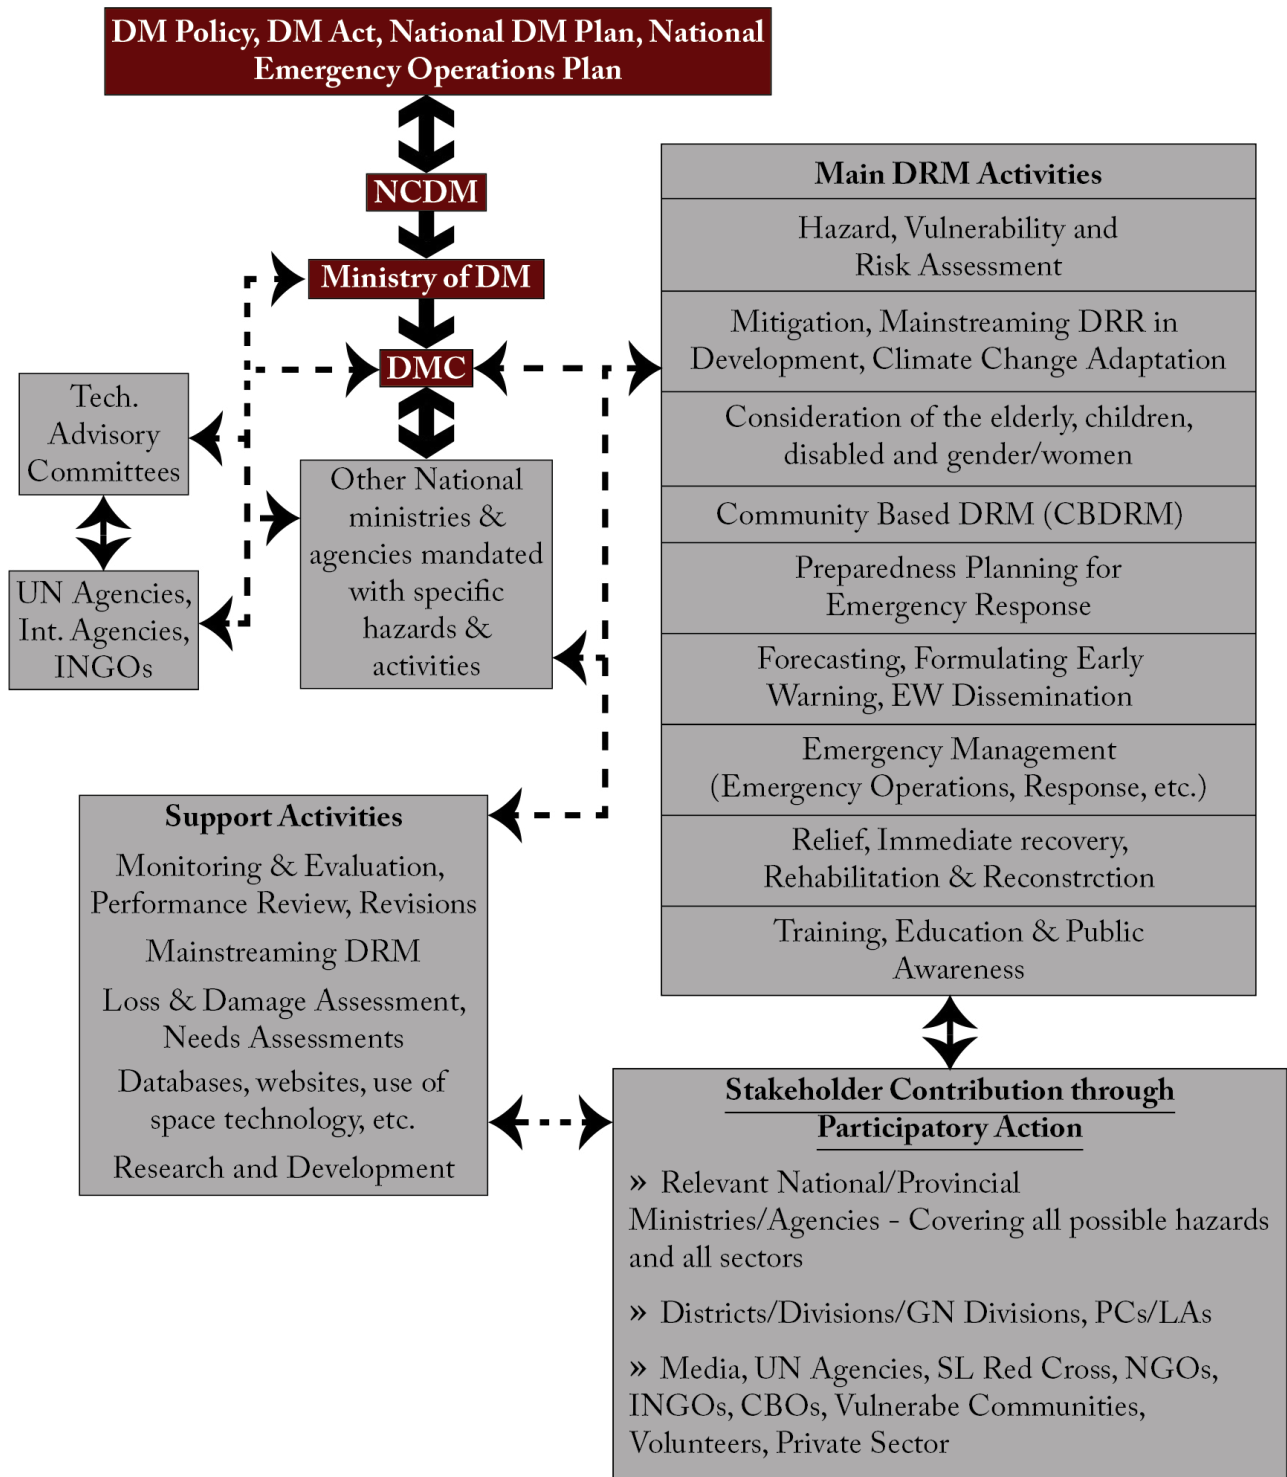 DM Policy, DM Act, National DM Plan, National
Emergency Operations Plan
NCDM
Ministry of DM
DMC
Tech.
Advisory
Committees
UN Agencies,
Int. Agencies,
INGOs
Other National
ministries &
agencies mandated
with specific
hazards &
activities
Main DRM Activities
Hazard, Vulnerability and
Risk Assessment
Mitigation, Mainstreaming DRR in
Development, Climate Change Adaptation
Consideration of the elderly, children,
disabled and gender/women
Community Based DRM (CBDRM)
Preparedness Planning for
Emergency Response
Forecasting, Formulating Early
Warning, EW Dissemination
Emergency Management
(Emergency Operations, Response, etc.)
Relief, Immediate recovery,
Rehabilitation & Reconstrction
Training, Education & Public
Awareness
Support Activities
Monitoring & Evaluation,
Performance Review, Revisions
Mainstreaming DRM
Loss & Damage Assessment,
Needs Assessments
Databases, websites, use of
space technology, etc.
Research and Development
Stakeholder Contribution through
Participatory Action
» Relevant National/Provincial
Ministries/Agencies - Covering all possible hazards
and all sectors
» Districts/Divisions/GN Divisions, PCs/LAs
» Media, UN Agencies, SL Red Cross, NGOs,
INGOs, CBOs, Vulnerabe Communities,
Volunteers, Private Sector